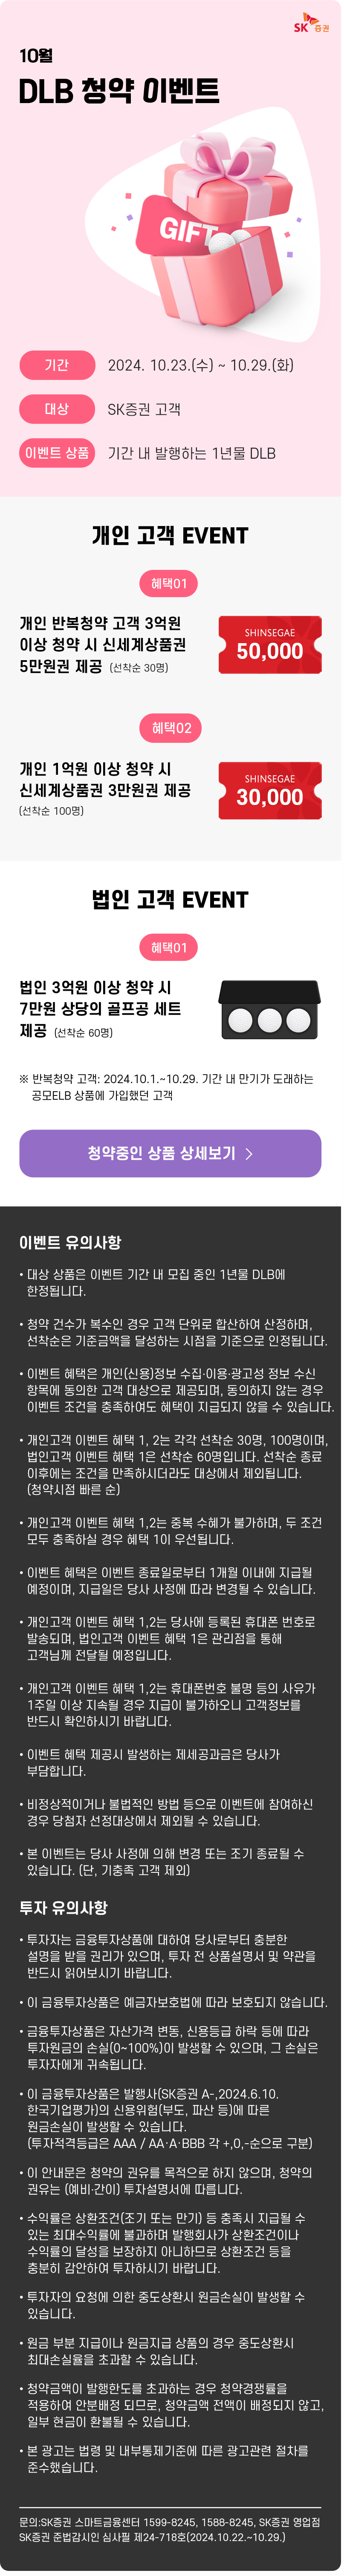 SK증권
10월
DLB 청약 이벤트
GIFT
기간 2024. 10.23.(수) ~ 10.29.(화)
대상 SK증권 고객
이벤트 상품 기간 내 발행하는 1년물 DLB
개인 고객 EVENT
혜택01
개인 반복청약 고객 3억원
이상 청약 시 신세계상품권
5만원권 제공 (선착순 30명)
SHINSEGAE
50,000
혜택02
개인 1억원 이상 청약 시
신세계상품권 3만원권 제공
(선착순 100명)
SHINSEGAE
30,000
법인 고객 EVENT
혜택01
법인 3억원 이상 청약 시
7만원 상당의 골프공 세트
제공 (선착순 60명)
※ 반복청약 고객: 2024.10.1.~10.29. 기간 내 만기가 도래하는
공모ELB 상품에 가입했던 고객
청약중인 상품 상세보기 >
이벤트 유의사항
• 대상 상품은 이벤트 기간 내 모집 중인 1년물 DLB에
한정됩니다.
• 청약 건수가 복수인 경우 고객 단위로 합산하여 산정하며,
선착순은 기준금액을 달성하는 시점을 기준으로 인정됩니다.
• 이벤트 혜택은 개인(신용)정보 수집·이용·광고성 정보 수신
항목에 동의한 고객 대상으로 제공되며, 동의하지 않는 경우
이벤트 조건을 충족하여도 혜택이 지급되지 않을 수 있습니다.
• 개인고객 이벤트 혜택 1, 2는 각각 선착순 30명, 100명이며,
법인고객 이벤트 혜택 1은 선착순 60명입니다. 선착순 종료
이후에는 조건을 만족하시더라도 대상에서 제외됩니다.
(청약시점 빠른 순)
• 개인고객 이벤트 혜택 1,2는 중복 수혜가 불가하며, 두 조건
모두 충족하실 경우 혜택 1이 우선됩니다.
• 이벤트 혜택은 이벤트 종료일로부터 1개월 이내에 지급될
예정이며, 지급일은 당사 사정에 따라 변경될 수 있습니다.
• 개인고객 이벤트 혜택 1,2는 당사에 등록된 휴대폰 번호로
발송되며, 법인고객 이벤트 혜택 1은 관리점을 통해
고객님께 전달될 예정입니다.
• 개인고객 이벤트 혜택 1,2는 휴대폰번호 불명 등의 사유가
1주일 이상 지속될 경우 지급이 불가하오니 고객정보를
반드시 확인하시기 바랍니다.
• 이벤트 혜택 제공시 발생하는 제세공과금은 당사가
부담합니다.
• 비정상적이거나 불법적인 방법 등으로 이벤트에 참여하신
경우 당첨자 선정대상에서 제외될 수 있습니다.
• 본 이벤트는 당사 사정에 의해 변경 또는 조기 종료될 수
있습니다. (단, 기충족 고객 제외)
투자 유의사항
• 투자자는 금융투자상품에 대하여 당사로부터 충분한
설명을 받을 권리가 있으며, 투자 전 상품설명서 및 약관을
반드시 읽어보시기 바랍니다.
• 이 금융투자상품은 예금자보호법에 따라 보호되지 않습니다.
• 금융투자상품은 자산가격 변동, 신용등급 하락 등에 따라
투자원금의 손실(0~100%)이 발생할 수 있으며, 그 손실은
투자자에게 귀속됩니다.
• 이 금융투자상품은 발행사(SK증권 A-,2024.6.10.
한국기업평가)의 신용위험(부도, 파산 등)에 따른
원금손실이 발생할 수 있습니다.
(투자적격등급은 AAA / AA·A·BBB 각 +,0,-순으로 구분)
• 이 안내문은 청약의 권유를 목적으로 하지 않으며, 청약의
권유는 (예비·간이) 투자설명서에 따릅니다.
• 수익률은 상환조건(조기 또는 만기) 등 충족시 지급될 수
있는 최대수익률에 불과하며 발행회사가 상환조건이나
수익률의 달성을 보장하지 아니하므로 상환조건 등을
충분히 감안하여 투자하시기 바랍니다.
• 투자자의 요청에 의한 중도상환시 원금손실이 발생할 수
있습니다.
• 원금 부분 지급이나 원금지급 상품의 경우 중도상환시
최대손실율을 초과할 수 있습니다.
• 청약금액이 발행한도를 초과하는 경우 청약경쟁률을
적용하여 안분배정 되므로, 청약금액 전액이 배정되지 않고,
일부 현금이 환불될 수 있습니다.
• 본 광고는 법령 및 내부통제기준에 따른 광고관련 절차를
준수했습니다.
문의:SK증권 스마트금융센터 1599-8245, 1588-8245, SK증권 영업점
SK증권 준법감시인 심사필 제24-718호(2024.10.22.~10.29.)